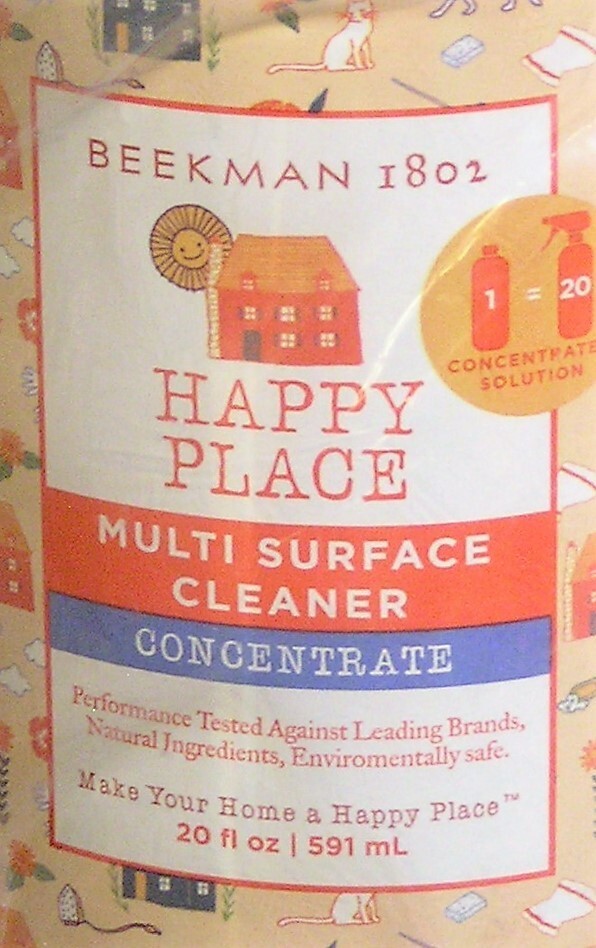 BEEKMAN 1802
1 = 20
CONCENTRATE
SOLUTION
HAPPY
PLACE
MULTI SURFACE
CLEANER
CONCENTRATE
Performance Tested Against Leading Brands,
Natural Ingredients, Enviromentally safe.
Make Your Home a Happy Place™
20 fl oz | 591 mL